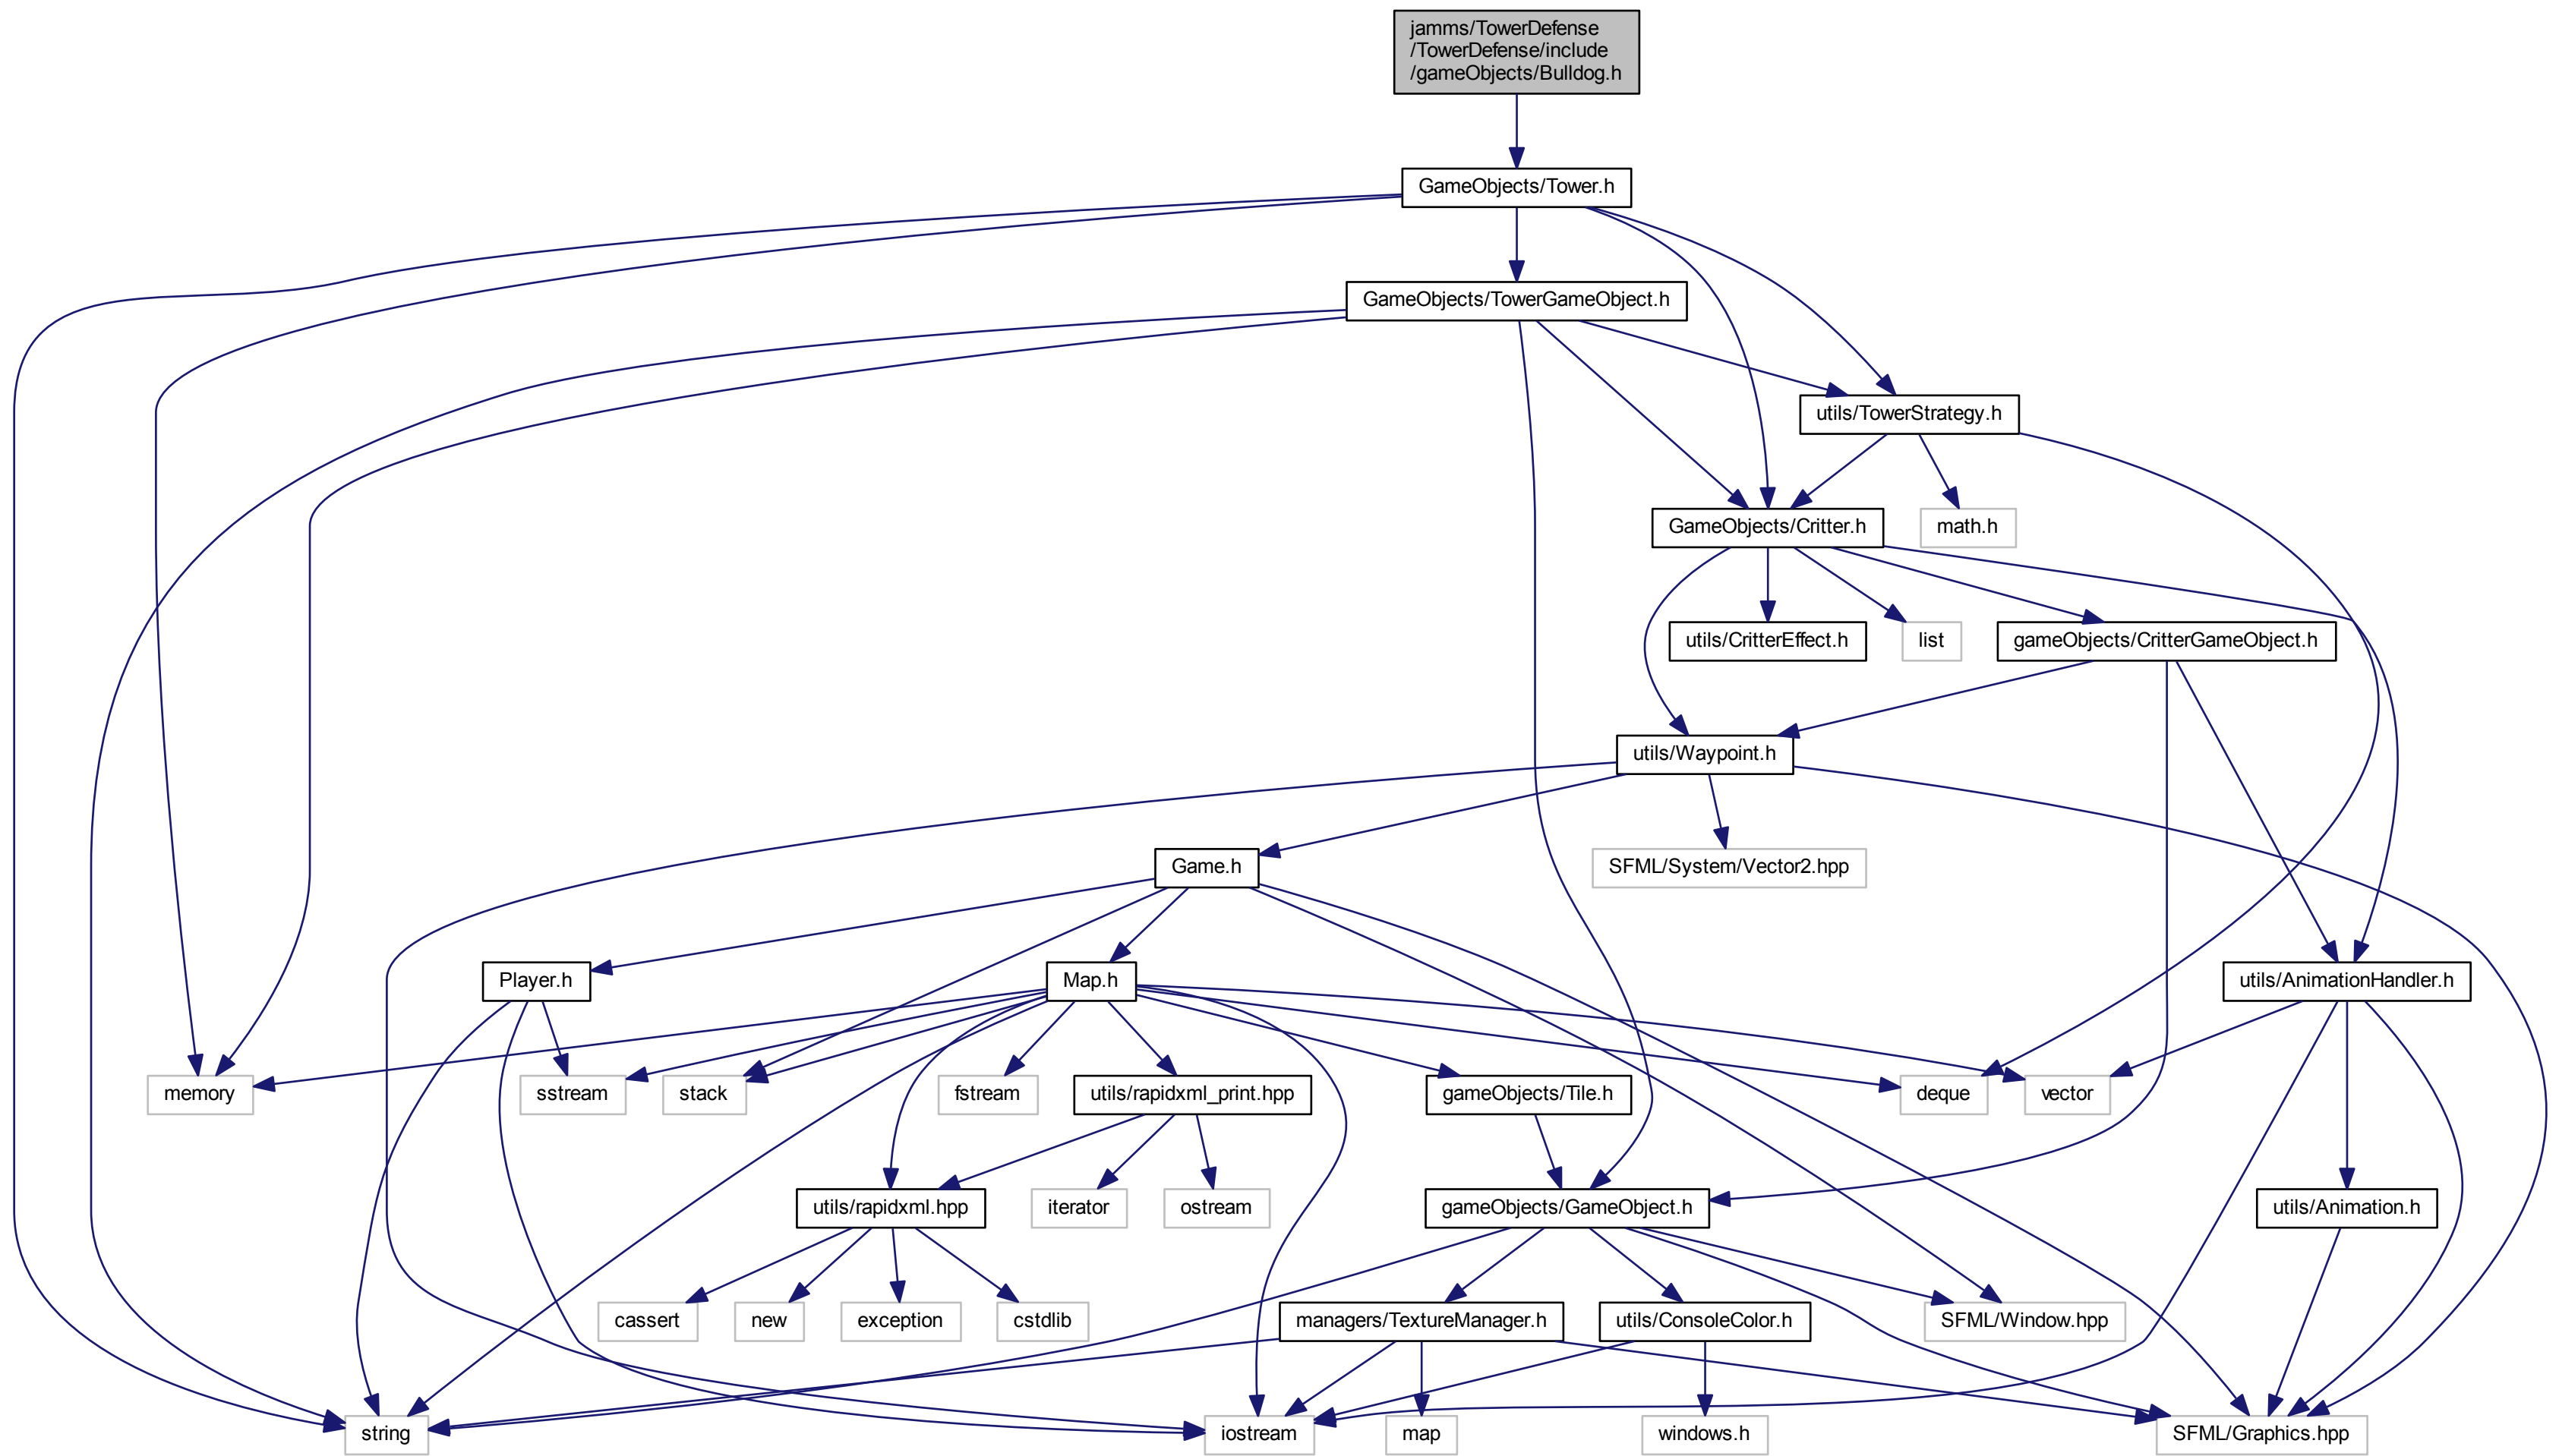 jamms/TowerDefense
/TowerDefense/include
/gameObjects/Bulldog.h
GameObjects/Tower.h
GameObjects/TowerGameObject.h
utils/TowerStrategy.h
GameObjects/Critter.h
math.h
utils/CritterEffect.h
list
gameObjects/CritterGameObject.h
utils/Waypoint.h
Game.h
SFML/System/Vector2.hpp
Player.h
Map.h
utils/AnimationHandler.h
memory
sstream
stack
fstream
utils/rapidxml_print.hpp
gameObjects/Tile.h
deque
vector
utils/rapidxml.hpp
iterator
ostream
gameObjects/GameObject.h
utils/Animation.h
cassert
new
exception
cstdlib
managers/TextureManager.h
utils/ConsoleColor.h
SFML/Window.hpp
string
iostream
map
windows.h
SFML/Graphics.hpp